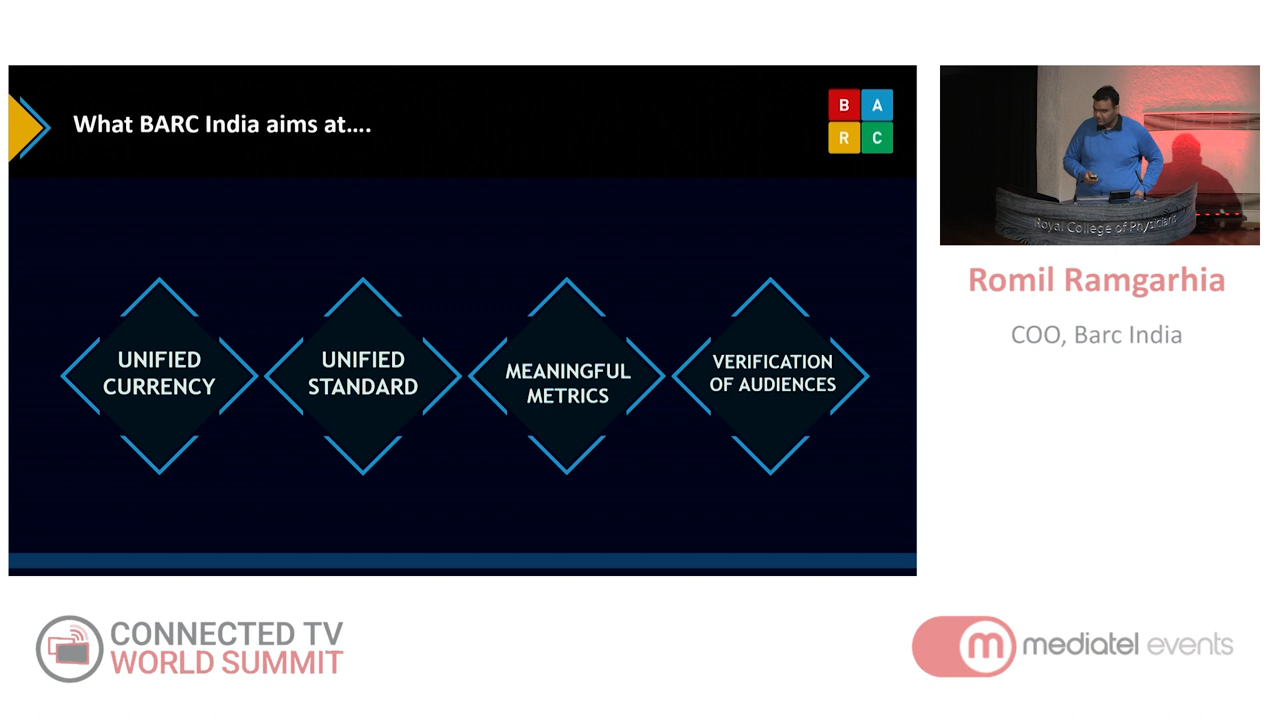 What BARC India aims at....
B A
R C
UNIFIED
CURRENCY
UNIFIED
STANDARD
MEANINGFUL
METRICS
VERIFICATION
OF AUDIENCES
Royal College of Physicians
Romil Ramgarhia
COO, Barc India
CONNECTED TV
WORLD SUMMIT
m mediatel events